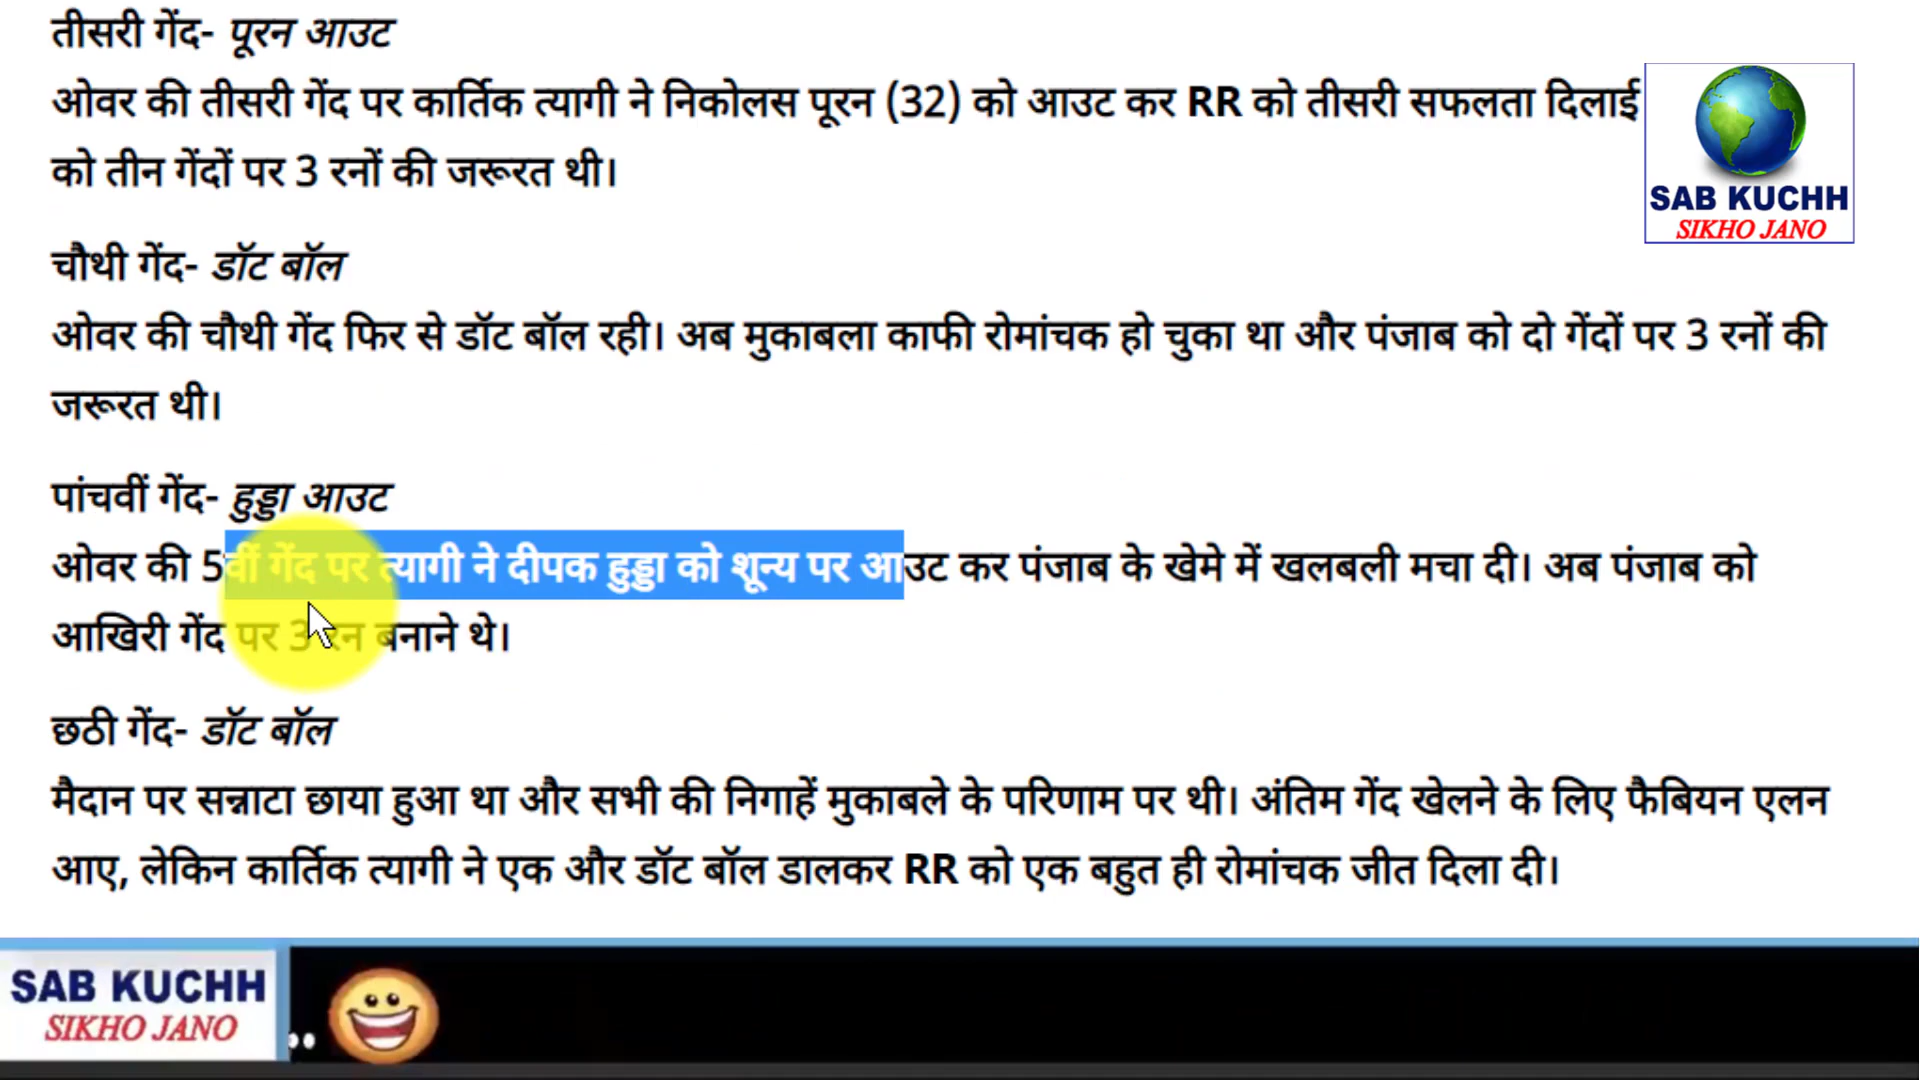 तीसरी गेंद- पूरन आउट
ओवर की तीसरी गेंद पर कार्तिक त्यागी ने निकोलस पूरन (32) को आउट कर RR को तीसरी सफलता दिलाई
को तीन गेंदों पर 3 रनों की जरूरत थी।
SAB KUCHH
SIKHO JANO
चौथी गेंद- डॉट बॉल
ओवर की चौथी गेंद फिर से डॉट बॉल रही। अब मुकाबला काफी रोमांचक हो चुका था और पंजाब को दो गेंदों पर 3 रनों की
जरूरत थी।
पांचवीं गेंद- हुड्डा आउट
ओवर की 5वीं गेंद पर त्यागी ने दीपक हुड्डा को शून्य पर आउट कर पंजाब के खेमे में खलबली मचा दी। अब पंजाब को
आखिरी गेंद पर 3 रन बनाने थे।
छठी गेंद- डॉट बॉल
मैदान पर सन्नाटा छाया हुआ था और सभी की निगाहें मुकाबले के परिणाम पर थी। अंतिम गेंद खेलने के लिए फैबियन एलन
आए, लेकिन कार्तिक त्यागी ने एक और डॉट बॉल डालकर RR को एक बहुत ही रोमांचक जीत दिला दी।
SAB KUCHH
SIKHO JANO
..